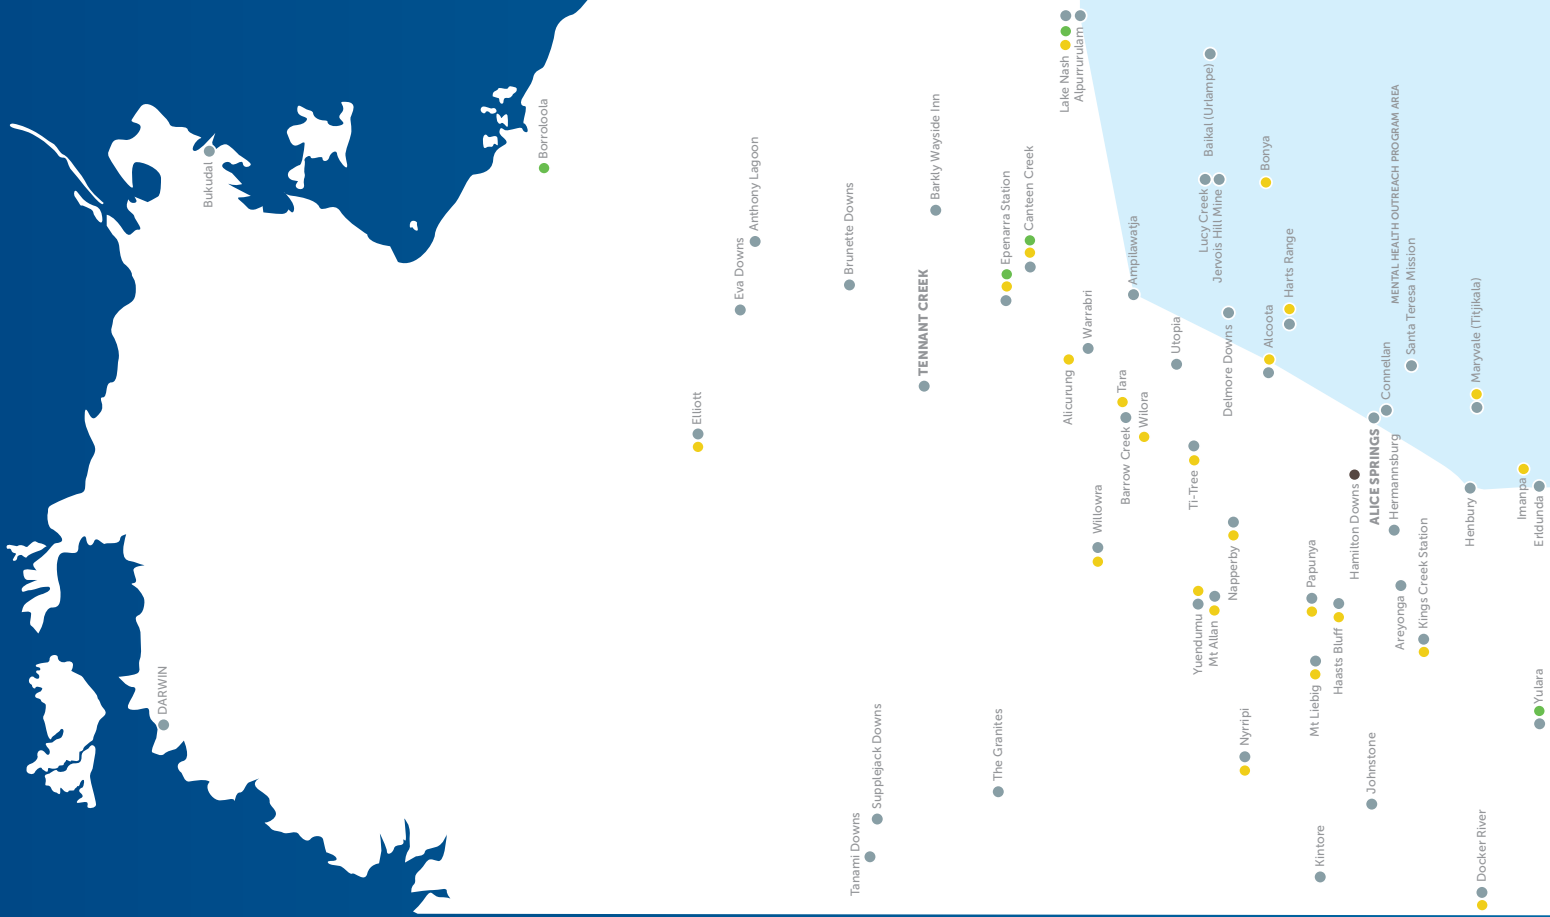 Bukudal
DARWIN
Borroloola
Elliott
Eva Downs
Anthony Lagoon
Brunette Downs
Tanami Downs
Supplejack Downs
TENNANT CREEK
Barkly Wayside Inn
The Granites
Epenarra Station
Canteen Creek
Lake Nash
Alpurrurulam
Alicurung
Warrabri
Willowra
Tara
Barrow Creek
Ampilawatja
Wilora
Utopia
Ti-Tree
Yuendumu
Mt Allan
Baikal (Urlampe)
Lucy Creek
Jervois Hill Mine
Delmore Downs
Napperby
Nyrripi
Bonya
Alcoota
Harts Range
Papunya
Mt Liebig
Kintore
Haasts Bluff
Hamilton Downs
Johnstone
ALICE SPRINGS
Connellan
Hermannsburg
MENTAL HEALTH OUTREACH PROGRAM AREA
Areyonga
Santa Teresa Mission
Kings Creek Station
Henbury
Maryvale (Titjikala)
Docker River
Imanpa
Erldunda
Yulara